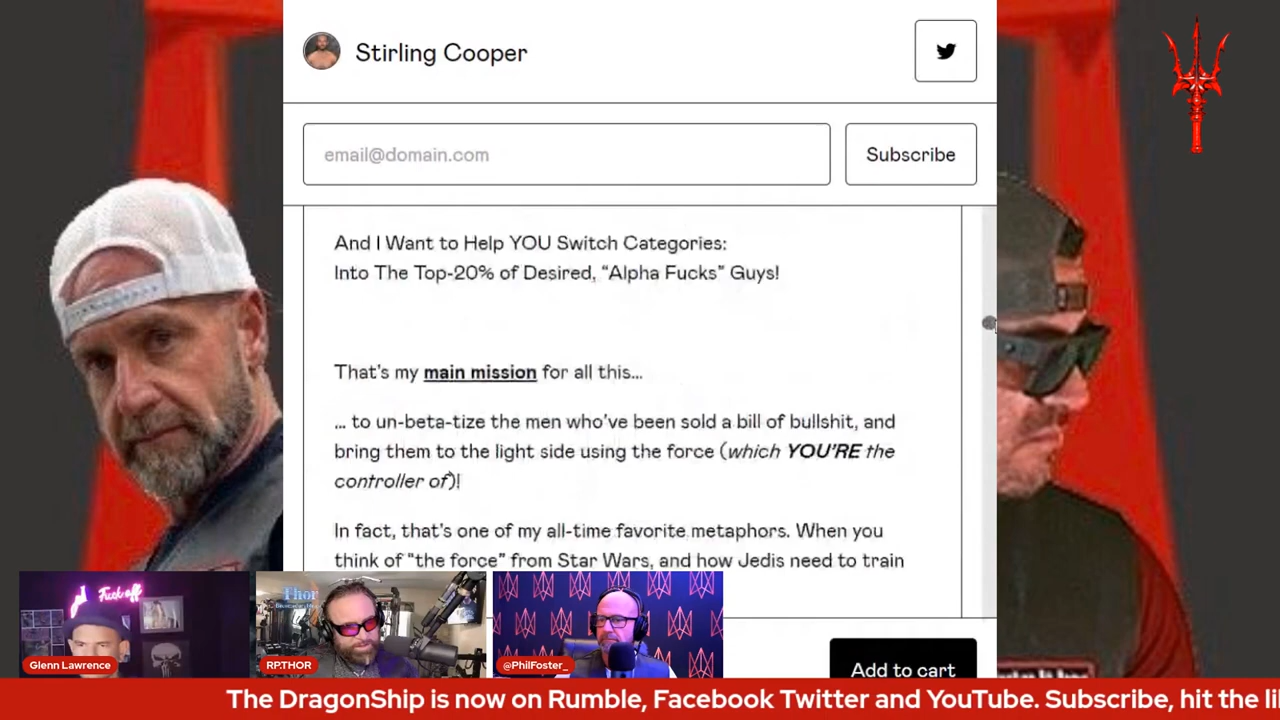 Stirling Cooper
email@domain.com
Subscribe
And I Want to Help YOU Switch Categories:
Into The Top-20% of Desired, “Alpha Fucks” Guys!
That's my main mission for all this...
... to un-beta-tize the men who've been sold a bill of bullshit, and
bring them to the light side using the force (which YOU'RE the
controller of)!
In fact, that's one of my all-time favorite metaphors. When you
think of “the force” from Star Wars, and how Jedis need to train
Add to cart
Fuck off
Thor
Glenn Lawrence
RP.THOR
@PhilFoster_
The DragonShip is now on Rumble, Facebook Twitter and YouTube. Subscribe, hit the li